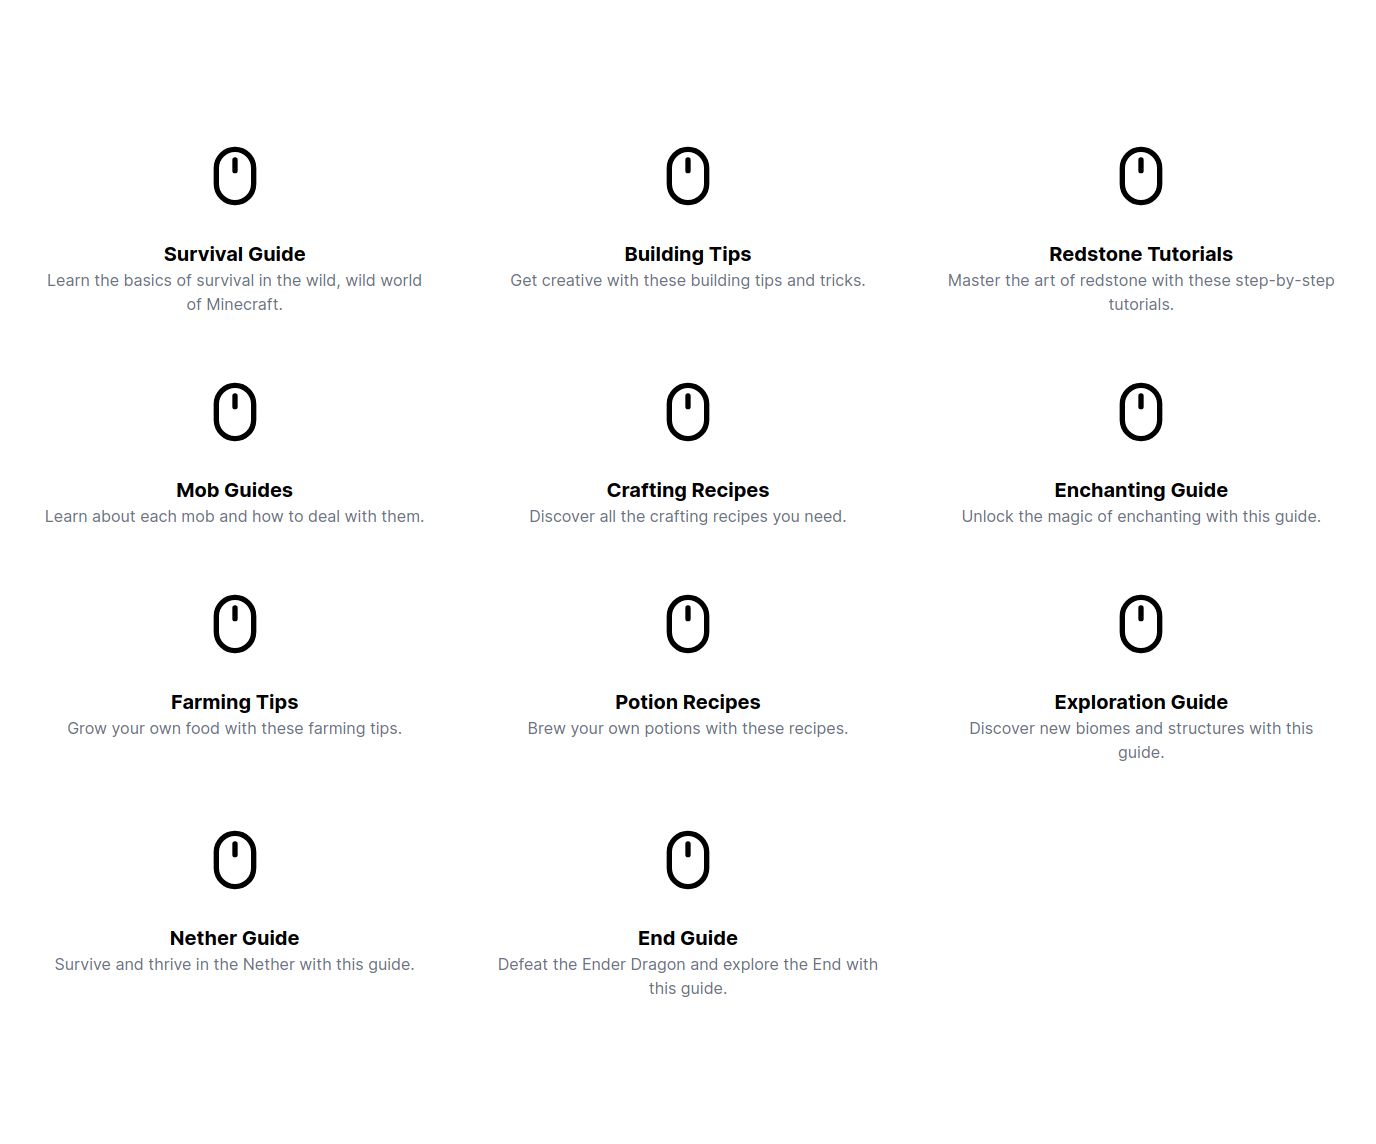 Survival Guide
Learn the basics of survival in the wild, wild world
of Minecraft.
Building Tips
Get creative with these building tips and tricks.
Redstone Tutorials
Master the art of redstone with these step-by-step
tutorials.
Mob Guides
Learn about each mob and how to deal with them.
Crafting Recipes
Discover all the crafting recipes you need.
Enchanting Guide
Unlock the magic of enchanting with this guide.
Farming Tips
Grow your own food with these farming tips.
Potion Recipes
Brew your own potions with these recipes.
Exploration Guide
Discover new biomes and structures with this
guide.
Nether Guide
Survive and thrive in the Nether with this guide.
End Guide
Defeat the Ender Dragon and explore the End with
this guide.